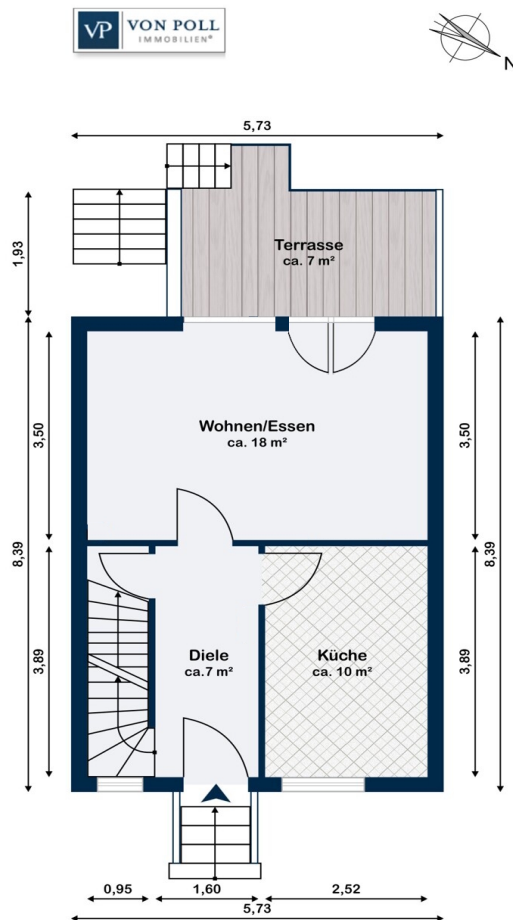 VP VON POLL
IMMOBILIEN®
N
5,73
1,93
Terrasse
ca. 7 m²
3,50
Wohnen/Essen
ca. 18 m²
3,50
8,39
8,39
3,89
Diele
ca.7 m²
Küche
ca. 10 m²
3,89
0,95
1,60
2,52
5,73